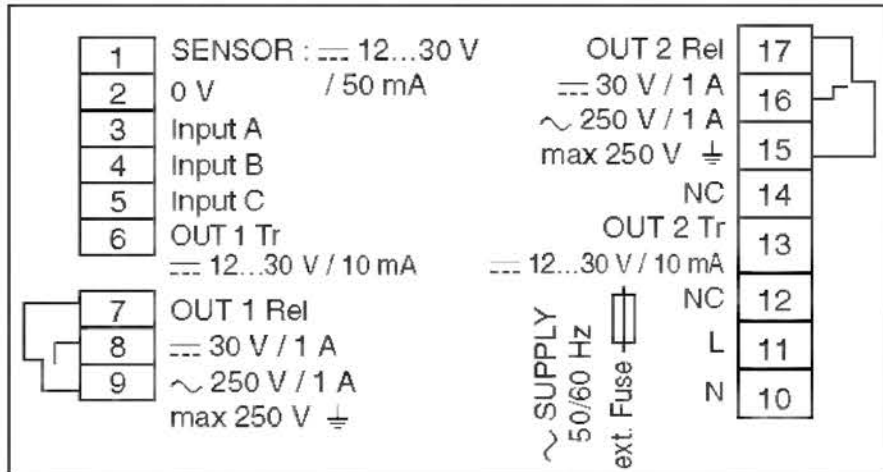 1 SENSOR : ⎓ 12...30 V
2 0 V / 50 mA
3 Input A
4 Input B
5 Input C
6 OUT 1 Tr
⎓ 12...30 V / 10 mA
7 OUT 1 Rel
8 ⎓ 30 V / 1 A
9 ~ 250 V / 1 A
max 250 V ⏚
OUT 2 Rel 17
⎓ 30 V / 1 A 16
~ 250 V / 1 A
max 250 V ⏚ 15
NC 14
OUT 2 Tr 13
⎓ 12...30 V / 10 mA
NC 12
L 11
N 10
~ SUPPLY
50/60 Hz
ext. Fuse